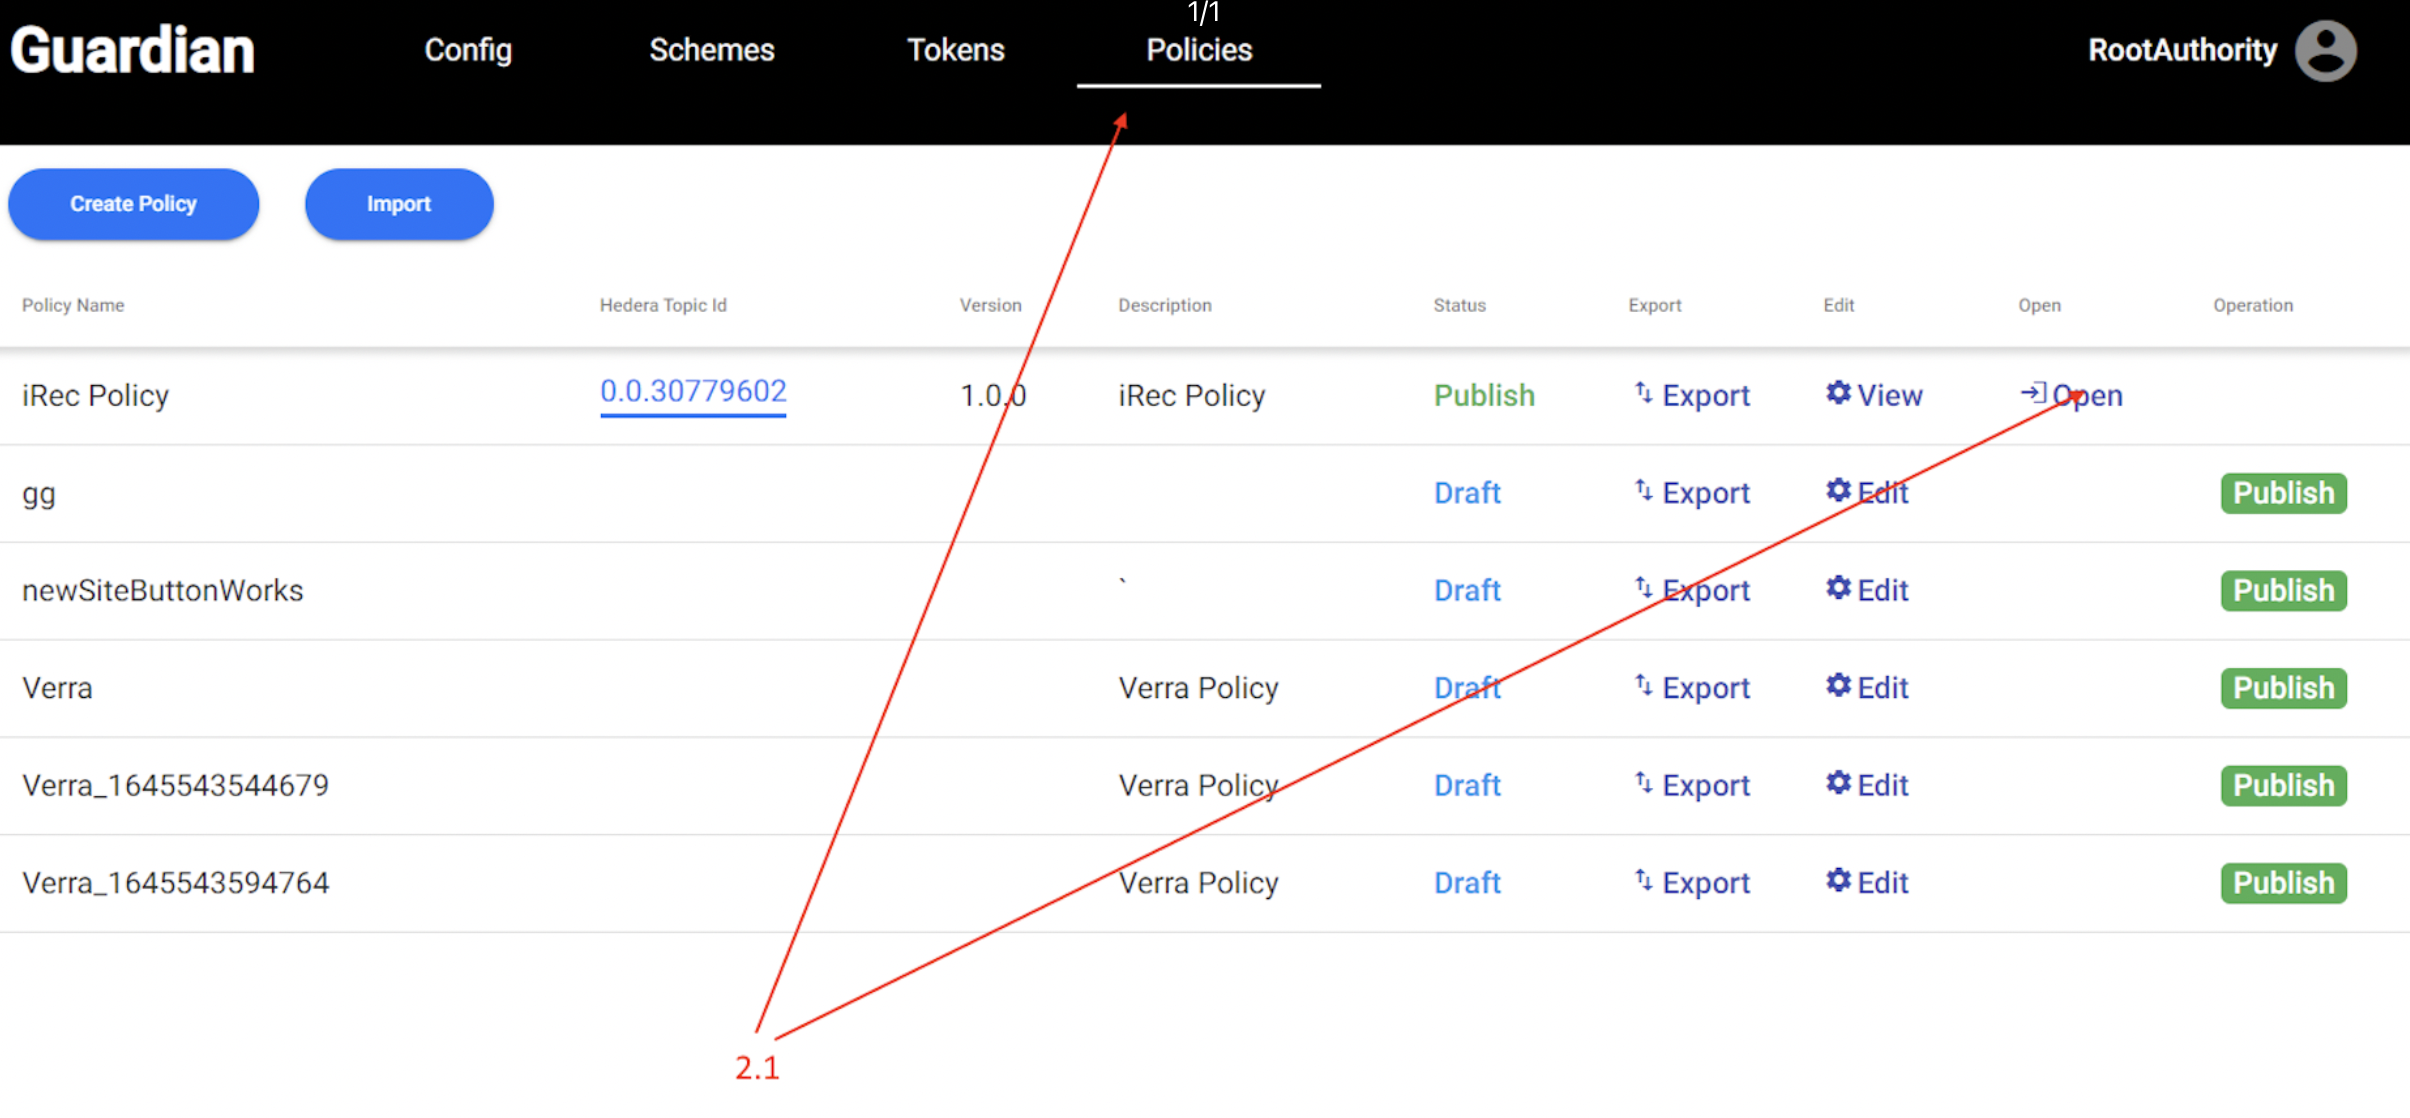 1/1
Guardian Config Schemes Tokens Policies RootAuthority
Create Policy Import
Policy Name Hedera Topic Id Version Description Status Export Edit Open Operation
iRec Policy 0.0.30779602 1.0.0 iRec Policy Publish Export View Open
gg Draft Export Edit Publish
newSiteButtonWorks ` Draft Export Edit Publish
Verra Verra Policy Draft Export Edit Publish
Verra_1645543544679 Verra Policy Draft Export Edit Publish
Verra_1645543594764 Verra Policy Draft Export Edit Publish
2.1